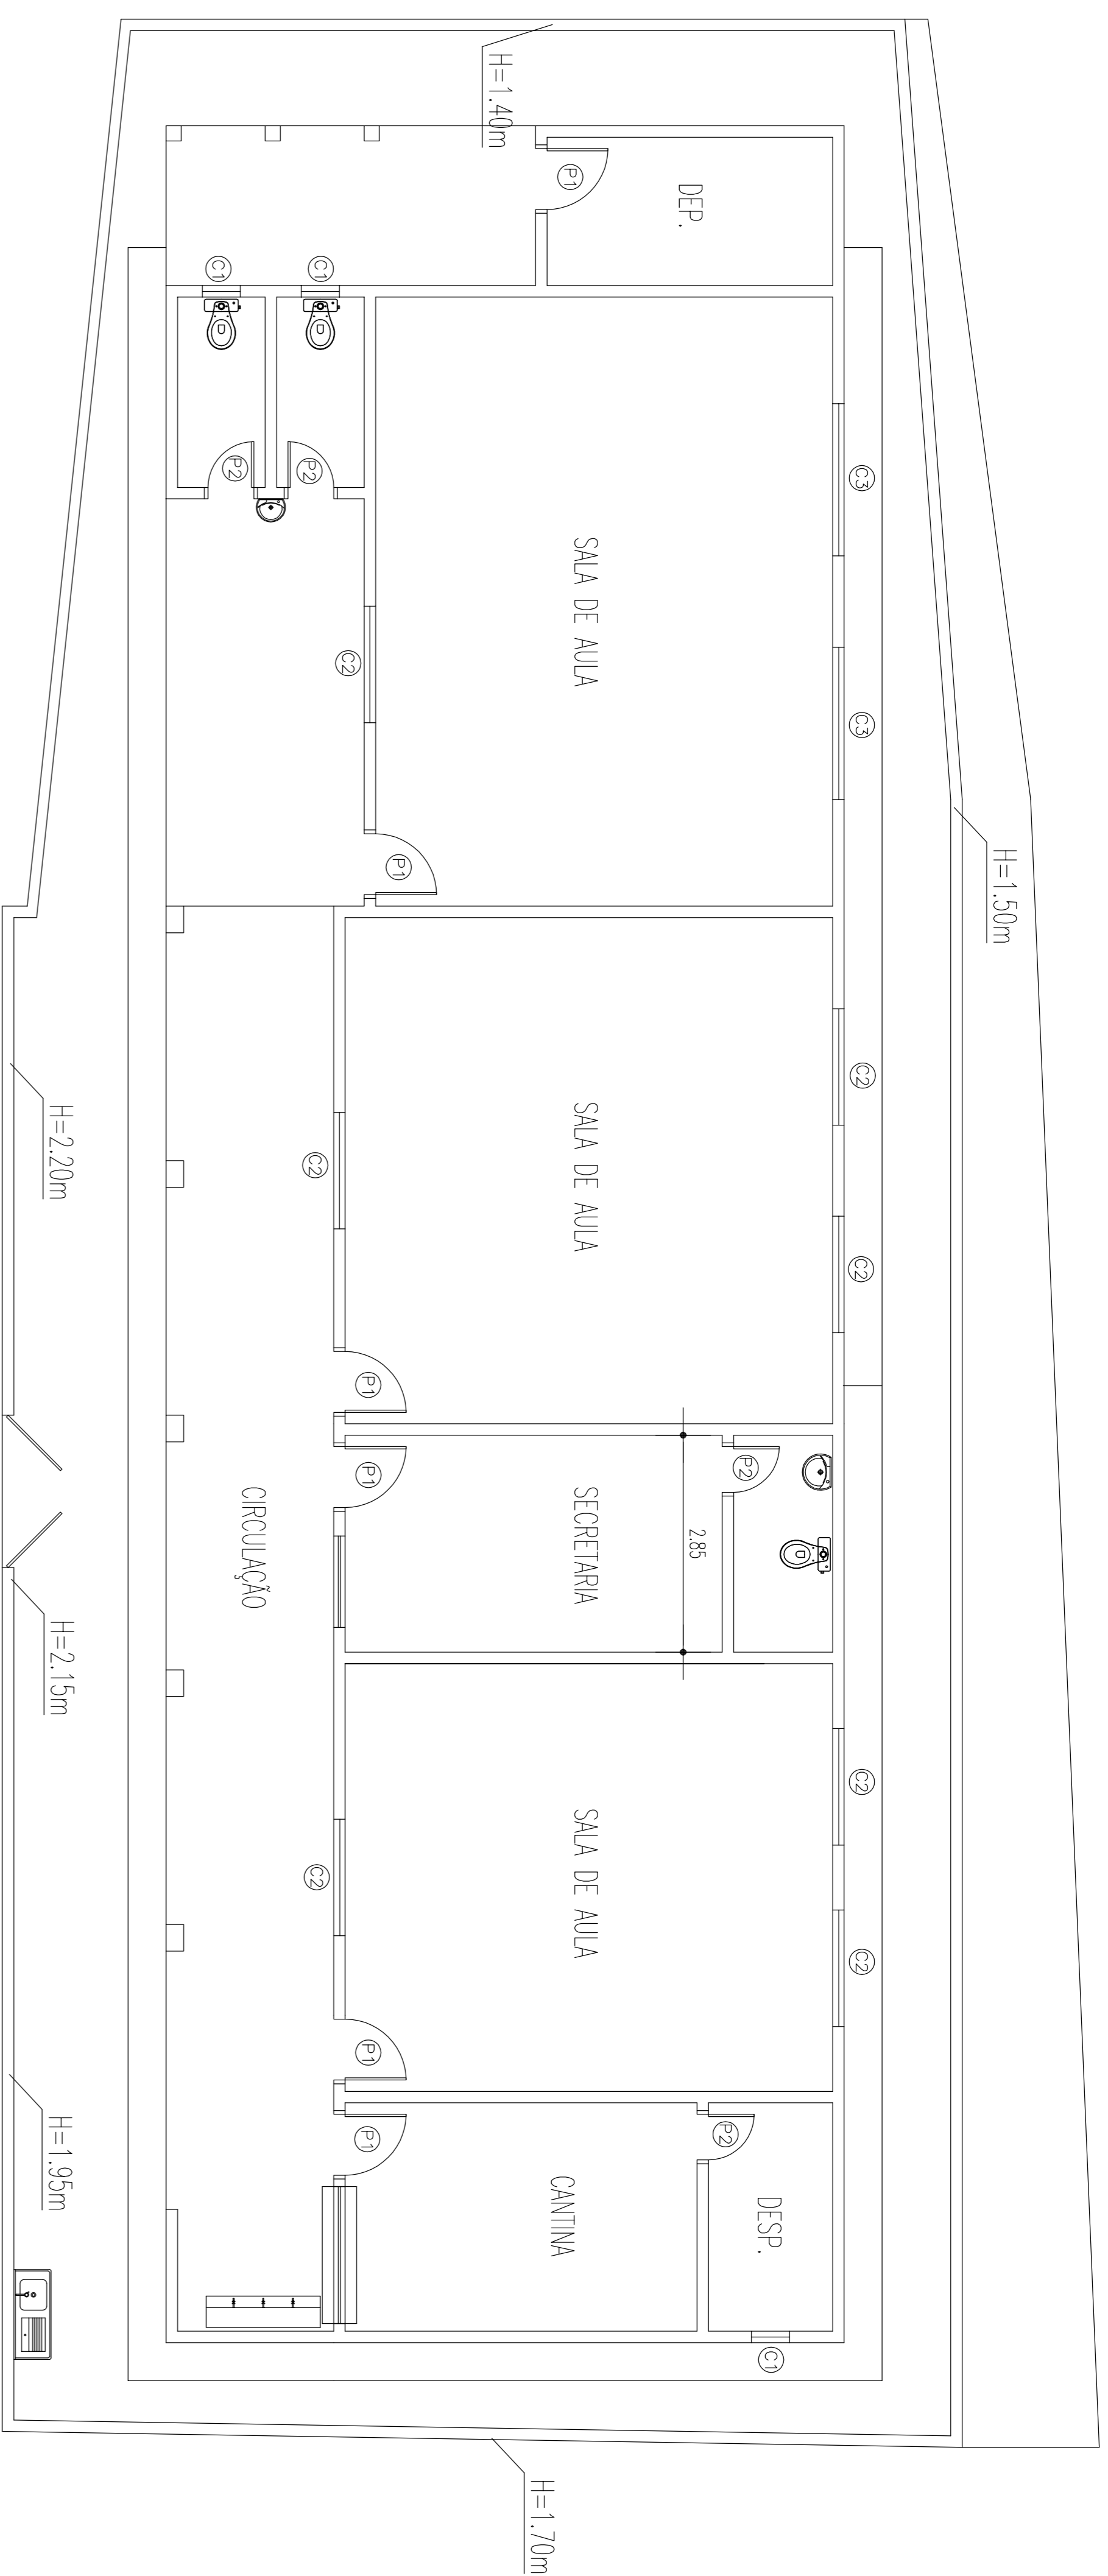 H=1.40m
DEP.
P1
C1
C1
P2
P2
C3
SALA DE AULA
C3
C2
P1
H=1.50m
H=2.20m
C2
SALA DE AULA
C2
C2
P1
P1
P2
CIRCULAÇÃO
SECRETARIA
2.85
H=2.15m
C2
SALA DE AULA
C2
C2
P1
P1
P2
H=1.95m
CANTINA
DESP.
C1
H=1.70m